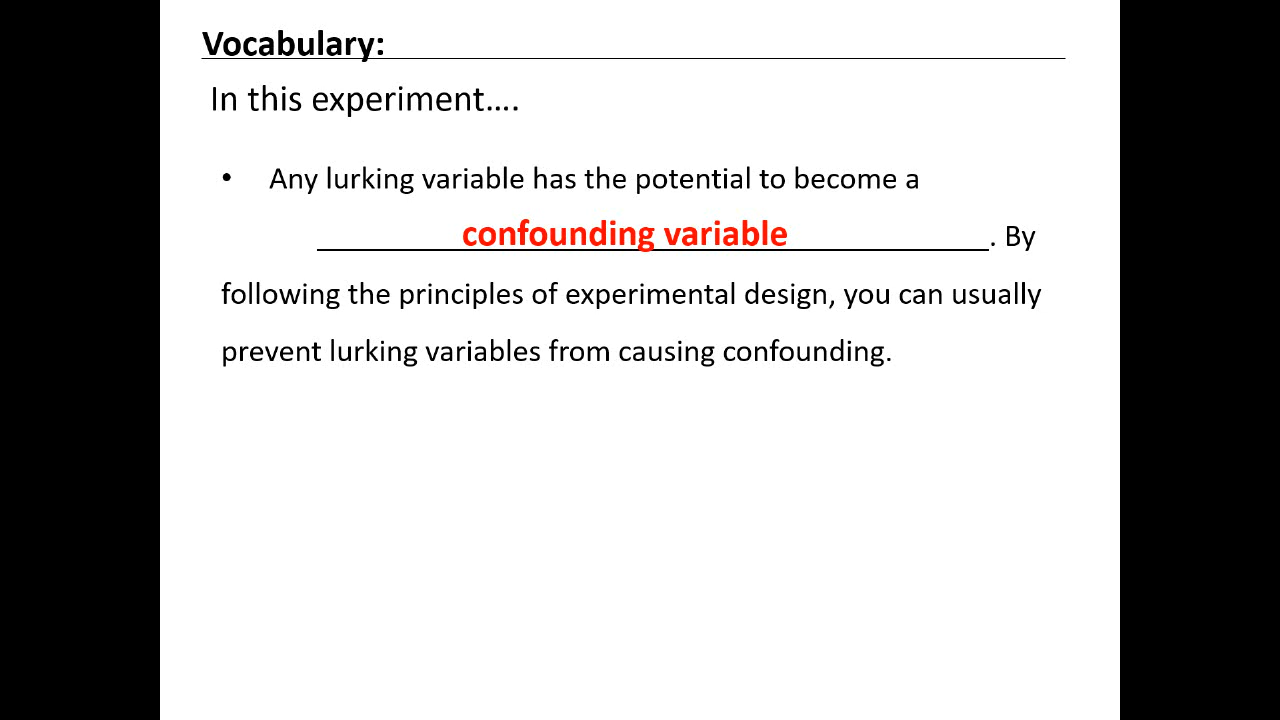 Vocabulary:
In this experiment....
• Any lurking variable has the potential to become a
confounding variable. By
following the principles of experimental design, you can usually
prevent lurking variables from causing confounding.